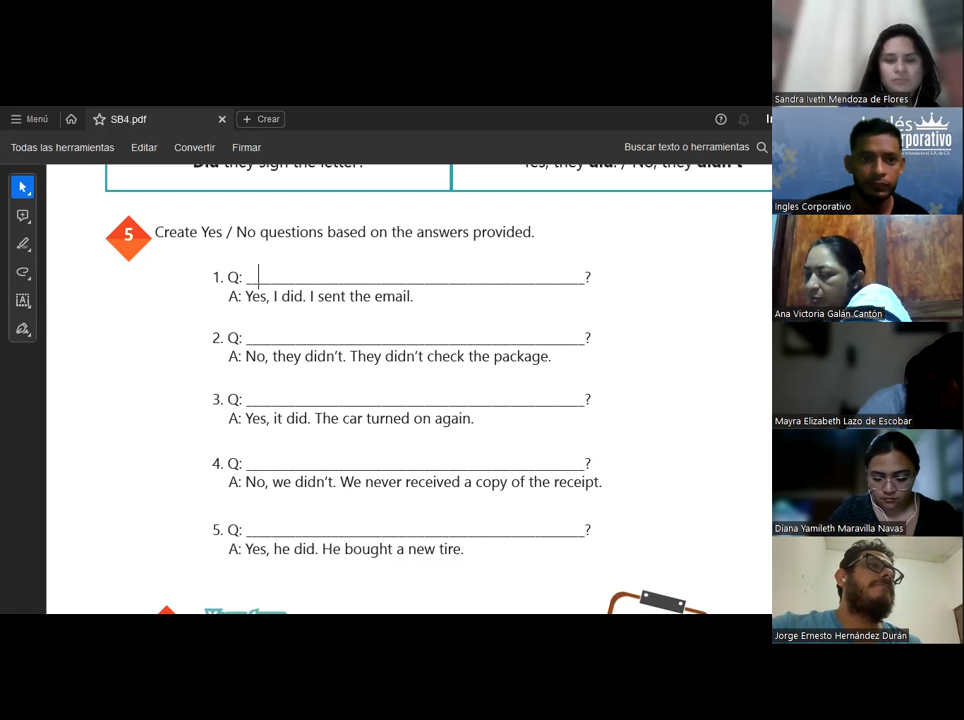 Menú
SB4.pdf
Crear
Todas las herramientas
Editar
Convertir
Firmar
Buscar texto o herramientas
Did they sign the letter?
Yes, they did. / No, they didn't
5
Create Yes / No questions based on the answers provided.
1. Q: ?
A: Yes, I did. I sent the email.
2. Q: ?
A: No, they didn't. They didn't check the package.
3. Q: ?
A: Yes, it did. The car turned on again.
4. Q: ?
A: No, we didn't. We never received a copy of the receipt.
5. Q: ?
A: Yes, he did. He bought a new tire.
Sandra Iveth Mendoza de Flores
Ingles Corporativo
Ana Victoria Galán Cantón
Mayra Elizabeth Lazo de Escobar
Diana Yamileth Maravilla Navas
Jorge Ernesto Hernández Durán